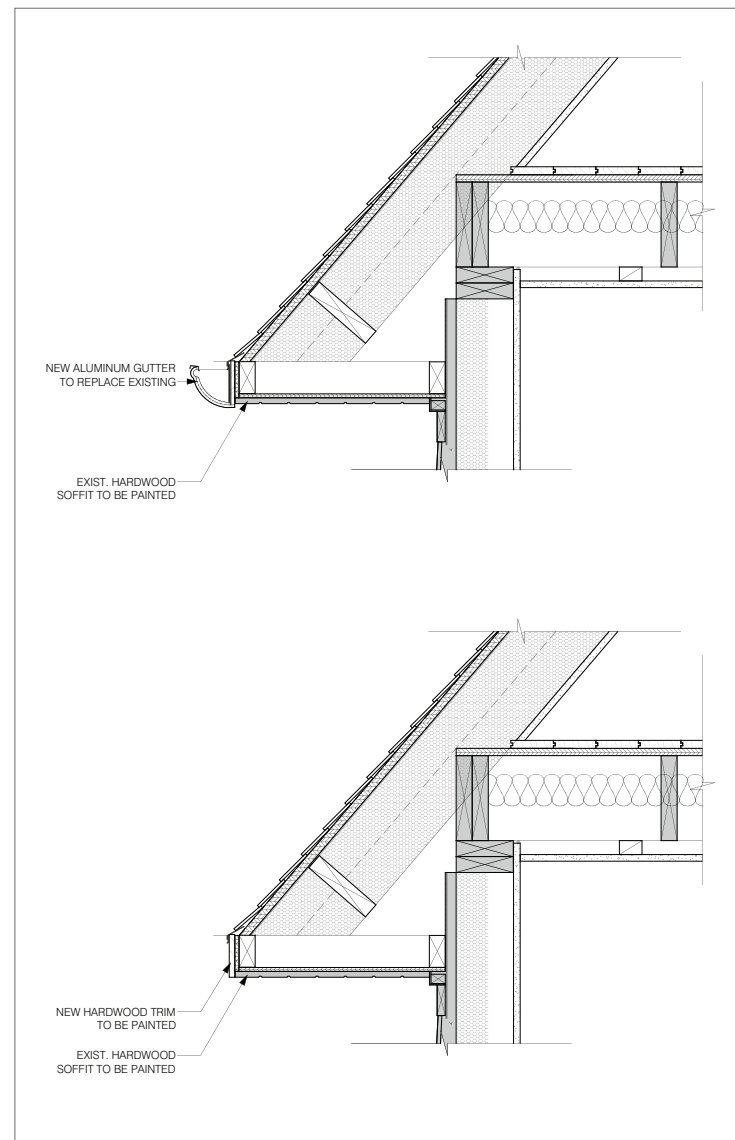 NEW ALUMINUM GUTTER
TO REPLACE EXISTING
EXIST. HARDWOOD
SOFFIT TO BE PAINTED
NEW HARDWOOD TRIM
TO BE PAINTED
EXIST. HARDWOOD
SOFFIT TO BE PAINTED